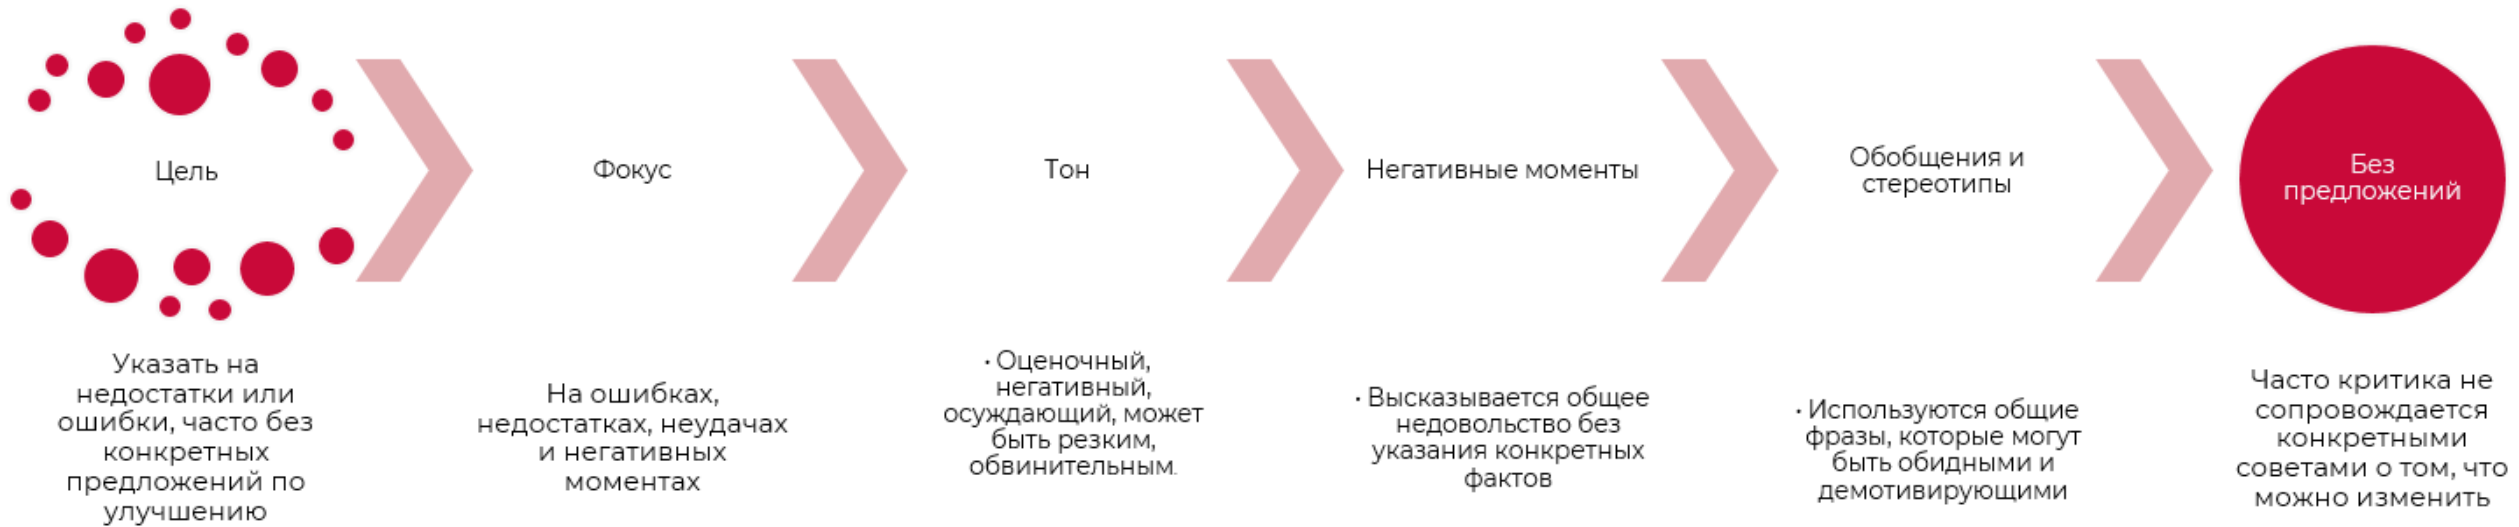 Цель
Фокус
Тон
Негативные моменты
Обобщения и
стереотипы
Без
предложений
Указать на
недостатки или
ошибки, часто без
конкретных
предложений по
улучшению
На ошибках,
недостатках, неудачах
и негативных
моментах
• Оценочный,
негативный,
осуждающий, может
быть резким,
обвинительным.
• Высказывается общее
недовольство без
указания конкретных
фактов
• Используются общие
фразы, которые могут
быть обидными и
демотивирующими
Часто критика не
сопровождается
конкретными
советами о том, что
можно изменить